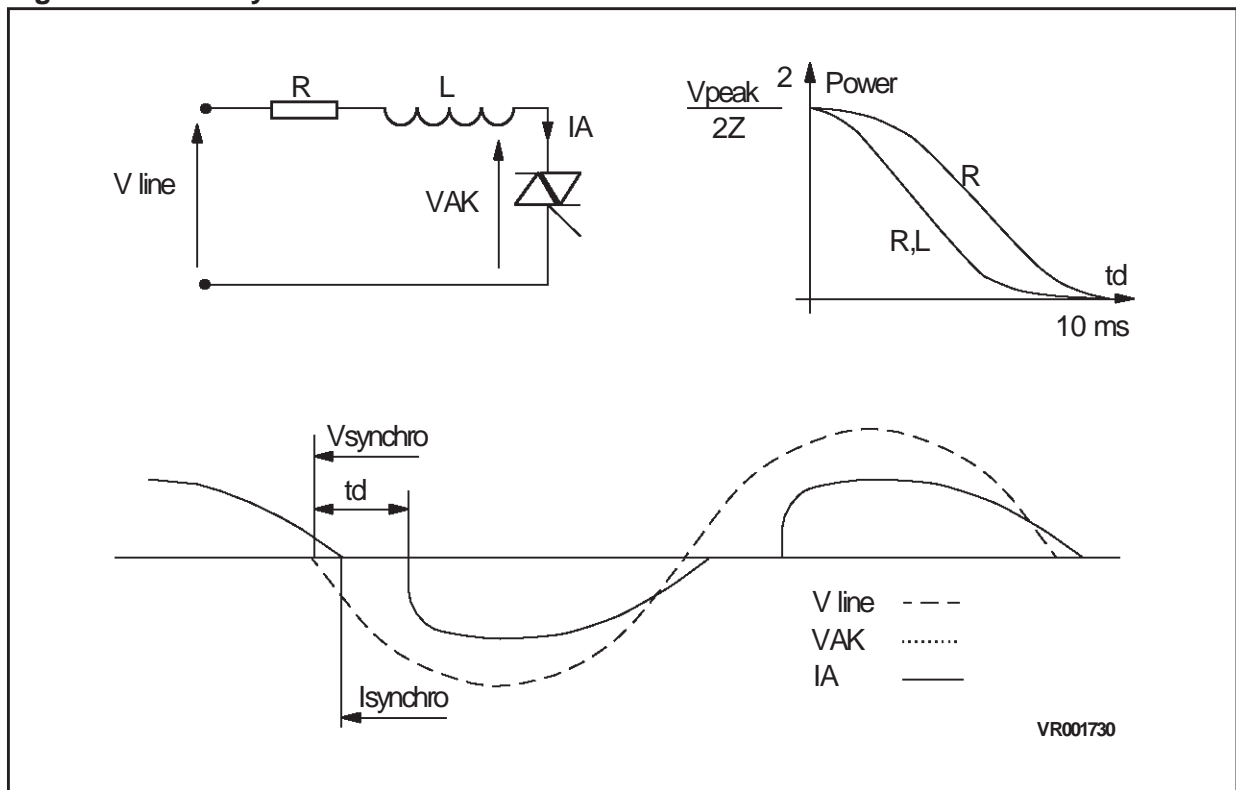 R
L
IA
V line
VAK
Vpeak 2
2Z
Power
R
R,L
td
10 ms
Vsynchro
td
Isynchro
V line
VAK
IA
VR001730